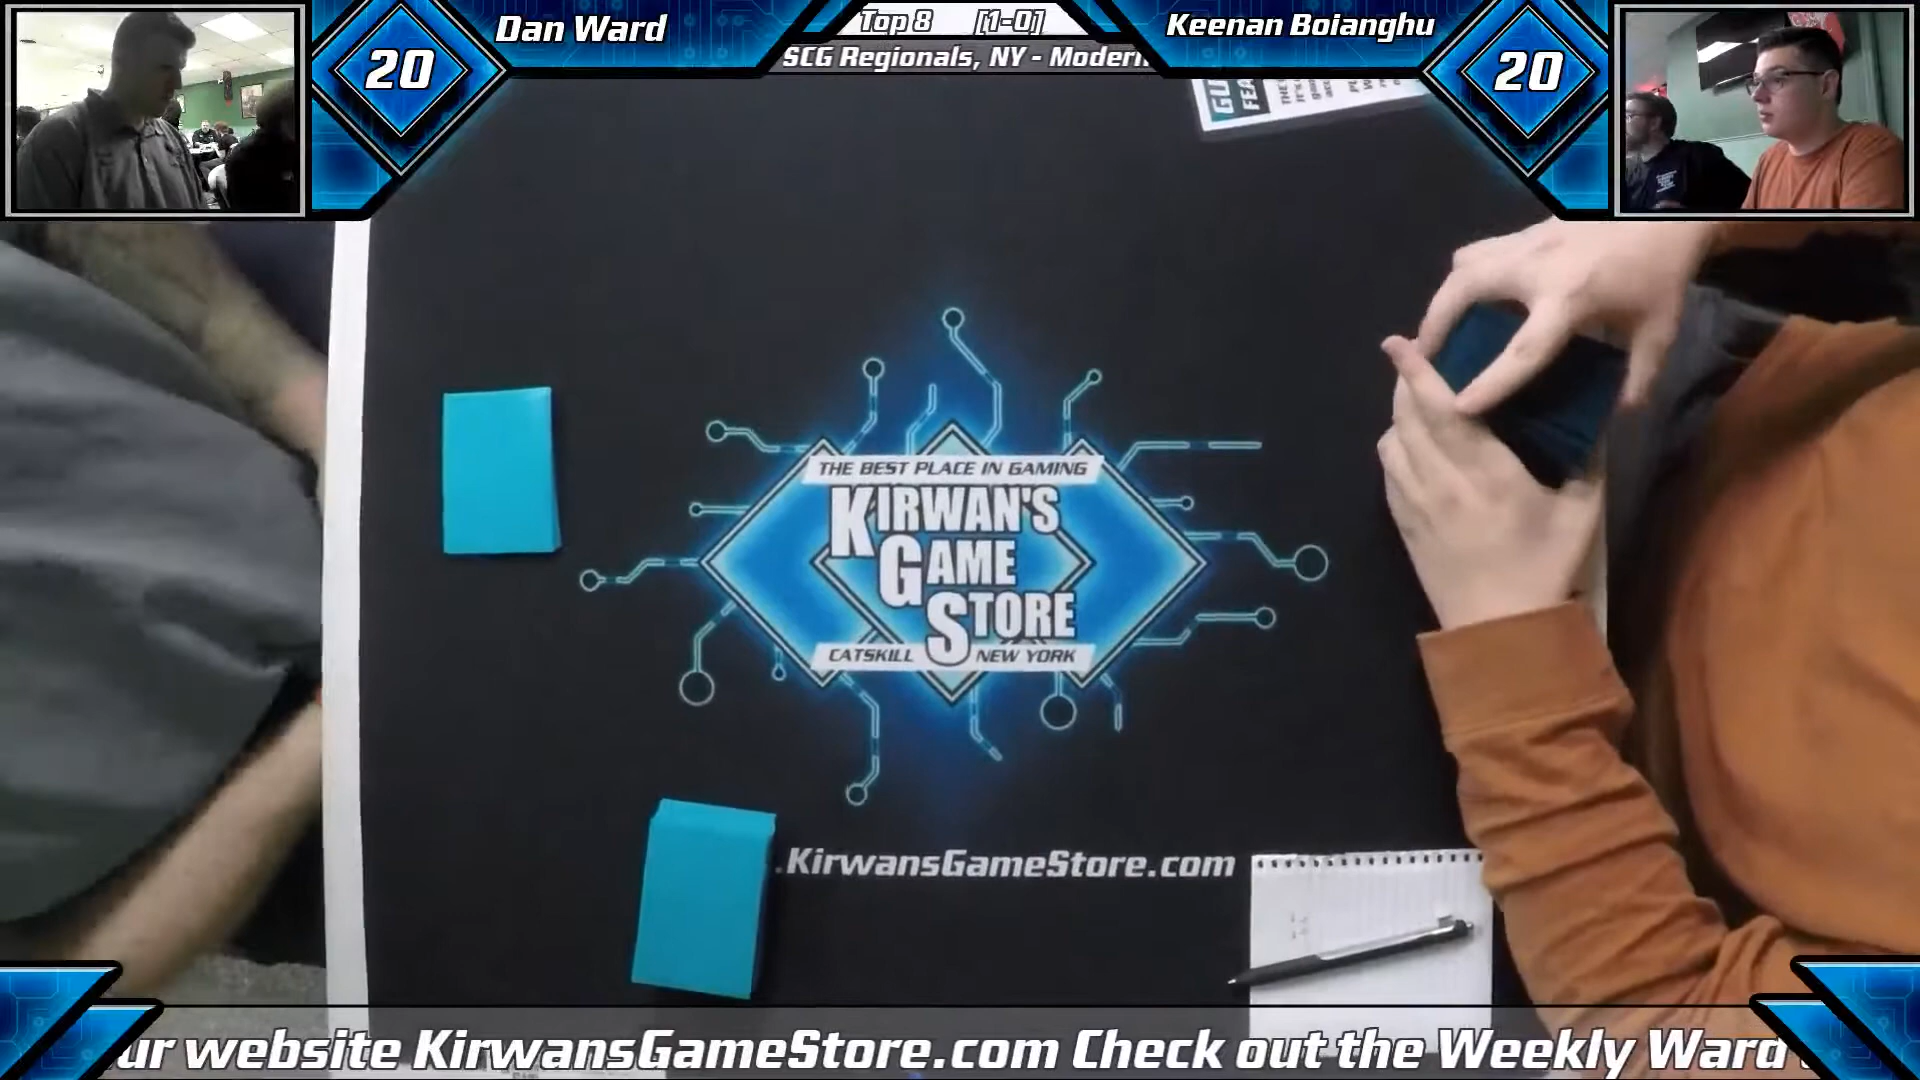 Dan Ward
20
Top 8 [1-0]
SCG Regionals, NY - Modern
Keenan Boianghu
20
THE BEST PLACE IN GAMING
KIRWAN'S
GAME
STORE
CATSKILL NEW YORK
.KirwansGameStore.com
ur website KirwansGameStore.com Check out the Weekly Ward